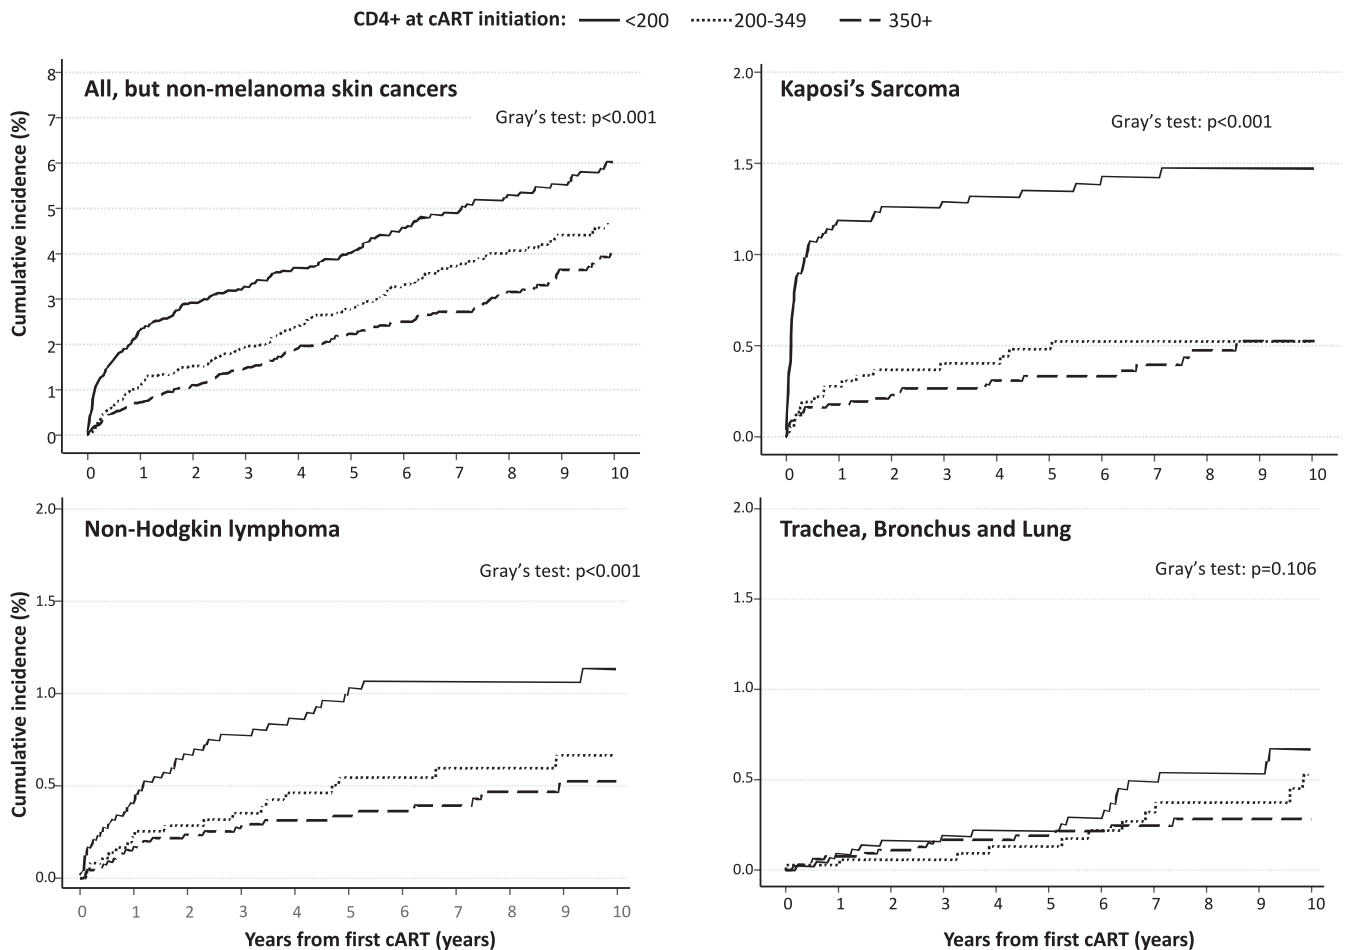 CD4+ at cART initiation: <200 200-349 350+
All, but non-melanoma skin cancers
Gray's test: p<0.001
Cumulative incidence (%)
8
7
6
5
4
3
2
1
0
0 1 2 3 4 5 6 7 8 9 10
Kaposi's Sarcoma
Gray's test: p<0.001
2.0
1.5
1.0
0.5
0.0
0 1 2 3 4 5 6 7 8 9 10
Non-Hodgkin lymphoma
Gray's test: p<0.001
Cumulative incidence (%)
2.0
1.5
1.0
0.5
0.0
0 1 2 3 4 5 6 7 8 9 10
Years from first cART (years)
Trachea, Bronchus and Lung
Gray's test: p=0.106
2.0
1.5
1.0
0.5
0.0
0 1 2 3 4 5 6 7 8 9 10
Years from first cART (years)